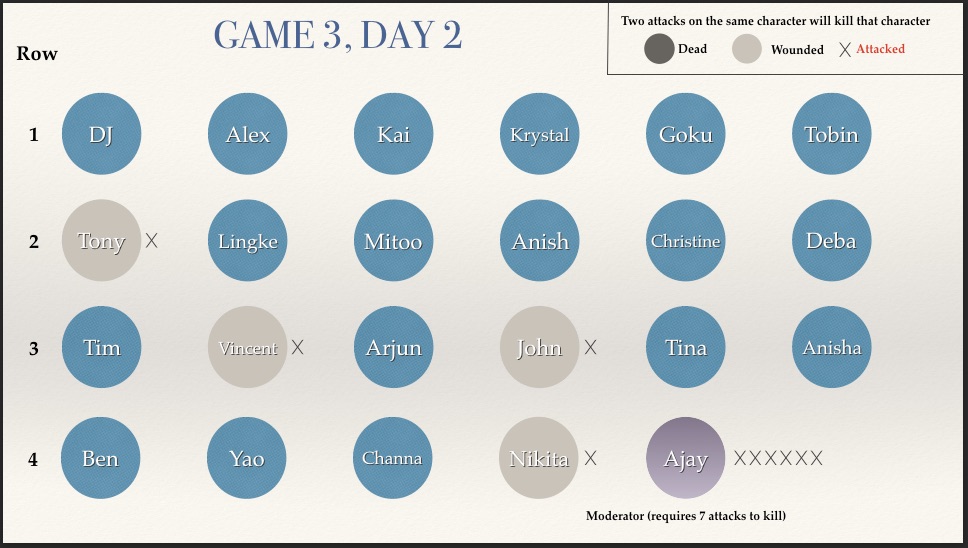 GAME 3, DAY 2
Two attacks on the same character will kill that character
Dead Wounded X Attacked
Row
1 DJ Alex Kai Krystal Goku Tobin
2 Tony X Lingke Mitoo Anish Christine Deba
3 Tim Vincent X Arjun John X Tina Anisha
4 Ben Yao Channa Nikita X Ajay XXXXXX
Moderator (requires 7 attacks to kill)